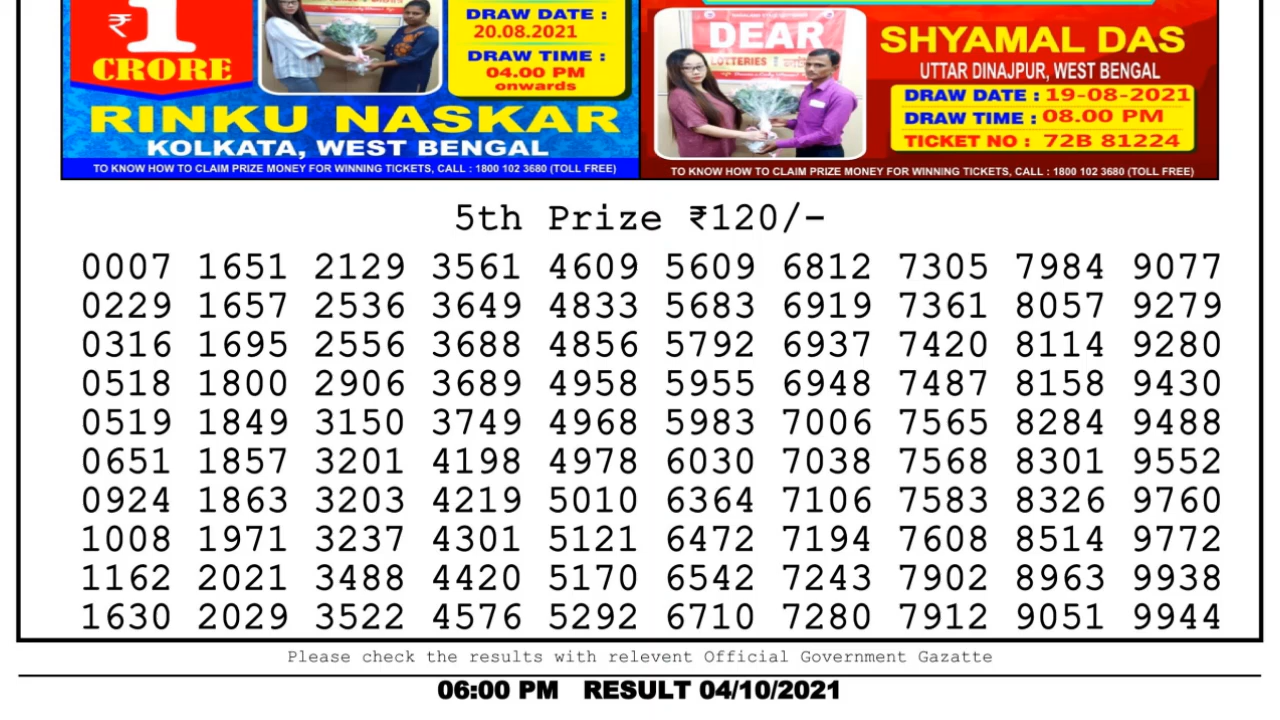 ₹ 1
CRORE
DRAW DATE :
20.08.2021
DRAW TIME :
04.00 PM
onwards
RINKU NASKAR
KOLKATA, WEST BENGAL
TO KNOW HOW TO CLAIM PRIZE MONEY FOR WINNING TICKETS, CALL : 1800 102 3680 (TOLL FREE)
DEAR
LOTTERIES
SHYAMAL DAS
UTTAR DINAJPUR, WEST BENGAL
DRAW DATE : 19-08-2021
DRAW TIME : 08.00 PM
TICKET NO : 72B 81224
TO KNOW HOW TO CLAIM PRIZE MONEY FOR WINNING TICKETS, CALL : 1800 102 3680 (TOLL FREE)
5th Prize ₹120/-
0007 1651 2129 3561 4609 5609 6812 7305 7984 9077
0229 1657 2536 3649 4833 5683 6919 7361 8057 9279
0316 1695 2556 3688 4856 5792 6937 7420 8114 9280
0518 1800 2906 3689 4958 5955 6948 7487 8158 9430
0519 1849 3150 3749 4968 5983 7006 7565 8284 9488
0651 1857 3201 4198 4978 6030 7038 7568 8301 9552
0924 1863 3203 4219 5010 6364 7106 7583 8326 9760
1008 1971 3237 4301 5121 6472 7194 7608 8514 9772
1162 2021 3488 4420 5170 6542 7243 7902 8963 9938
1630 2029 3522 4576 5292 6710 7280 7912 9051 9944
Please check the results with relevent Official Government Gazatte
06:00 PM RESULT 04/10/2021